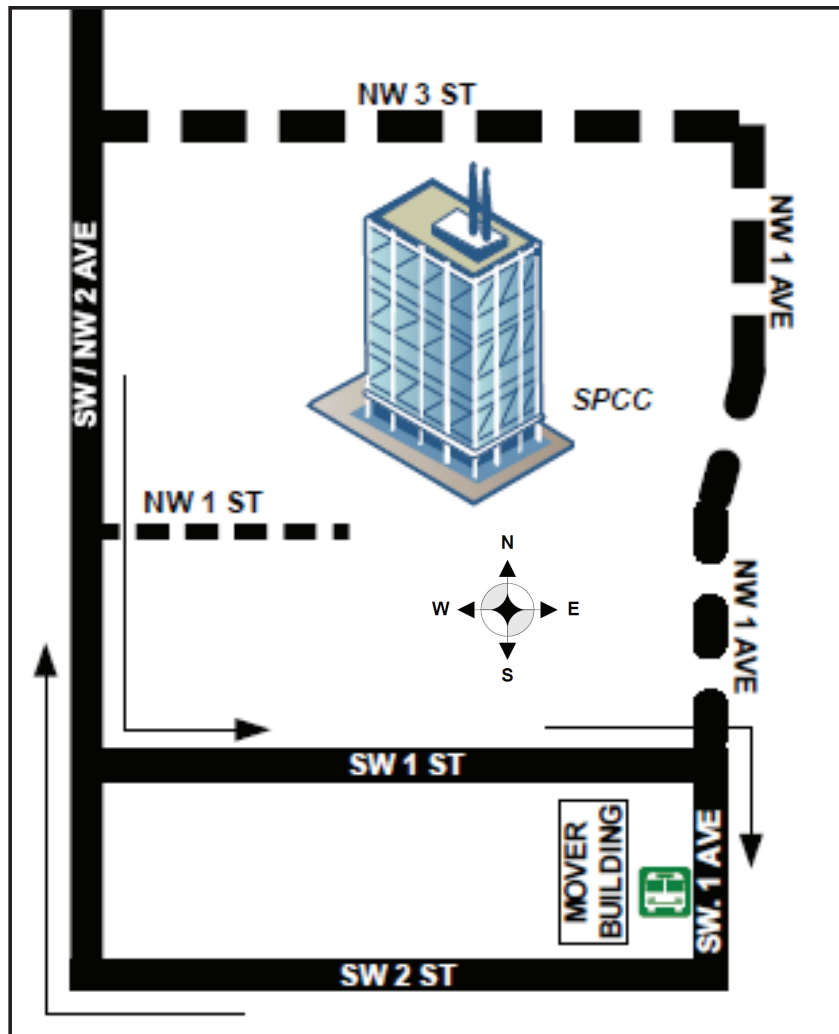 NW 3 ST
SW / NW 2 AVE
NW 1 AVE
SPCC
NW 1 ST
N
W
E
S
NW 1 AVE
SW 1 ST
MOVER
BUILDING
SW. 1 AVE
SW 2 ST